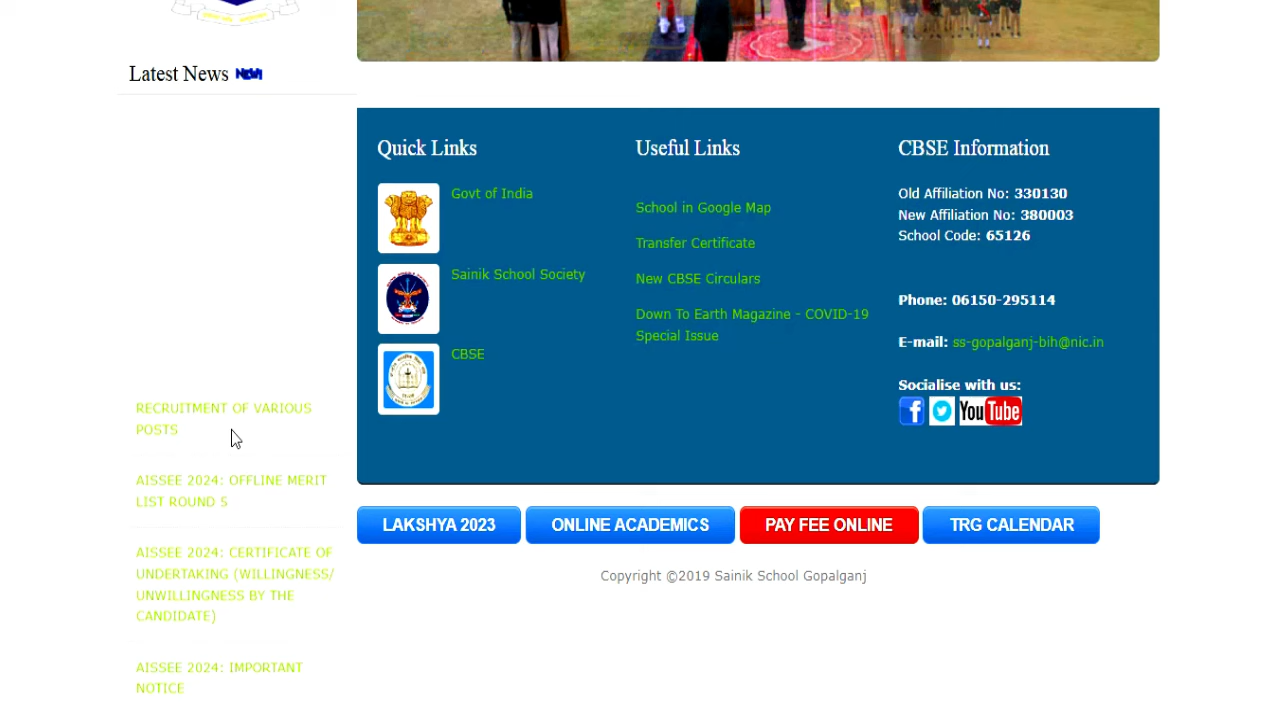 Latest News NEW!
RECRUITMENT OF VARIOUS
POSTS
AISSEE 2024: OFFLINE MERIT
LIST ROUND 5
AISSEE 2024: CERTIFICATE OF
UNDERTAKING (WILLINGNESS/
UNWILLINGNESS BY THE
CANDIDATE)
AISSEE 2024: IMPORTANT
NOTICE
Quick Links
Govt of India
Sainik School Society
CBSE
Useful Links
School in Google Map
Transfer Certificate
New CBSE Circulars
Down To Earth Magazine - COVID-19
Special Issue
CBSE Information
Old Affiliation No: 330130
New Affiliation No: 380003
School Code: 65126
Phone: 06150-295114
E-mail: ss-gopalganj-bih@nic.in
Socialise with us:
You Tube
LAKSHYA 2023
ONLINE ACADEMICS
PAY FEE ONLINE
TRG CALENDAR
Copyright ©2019 Sainik School Gopalganj